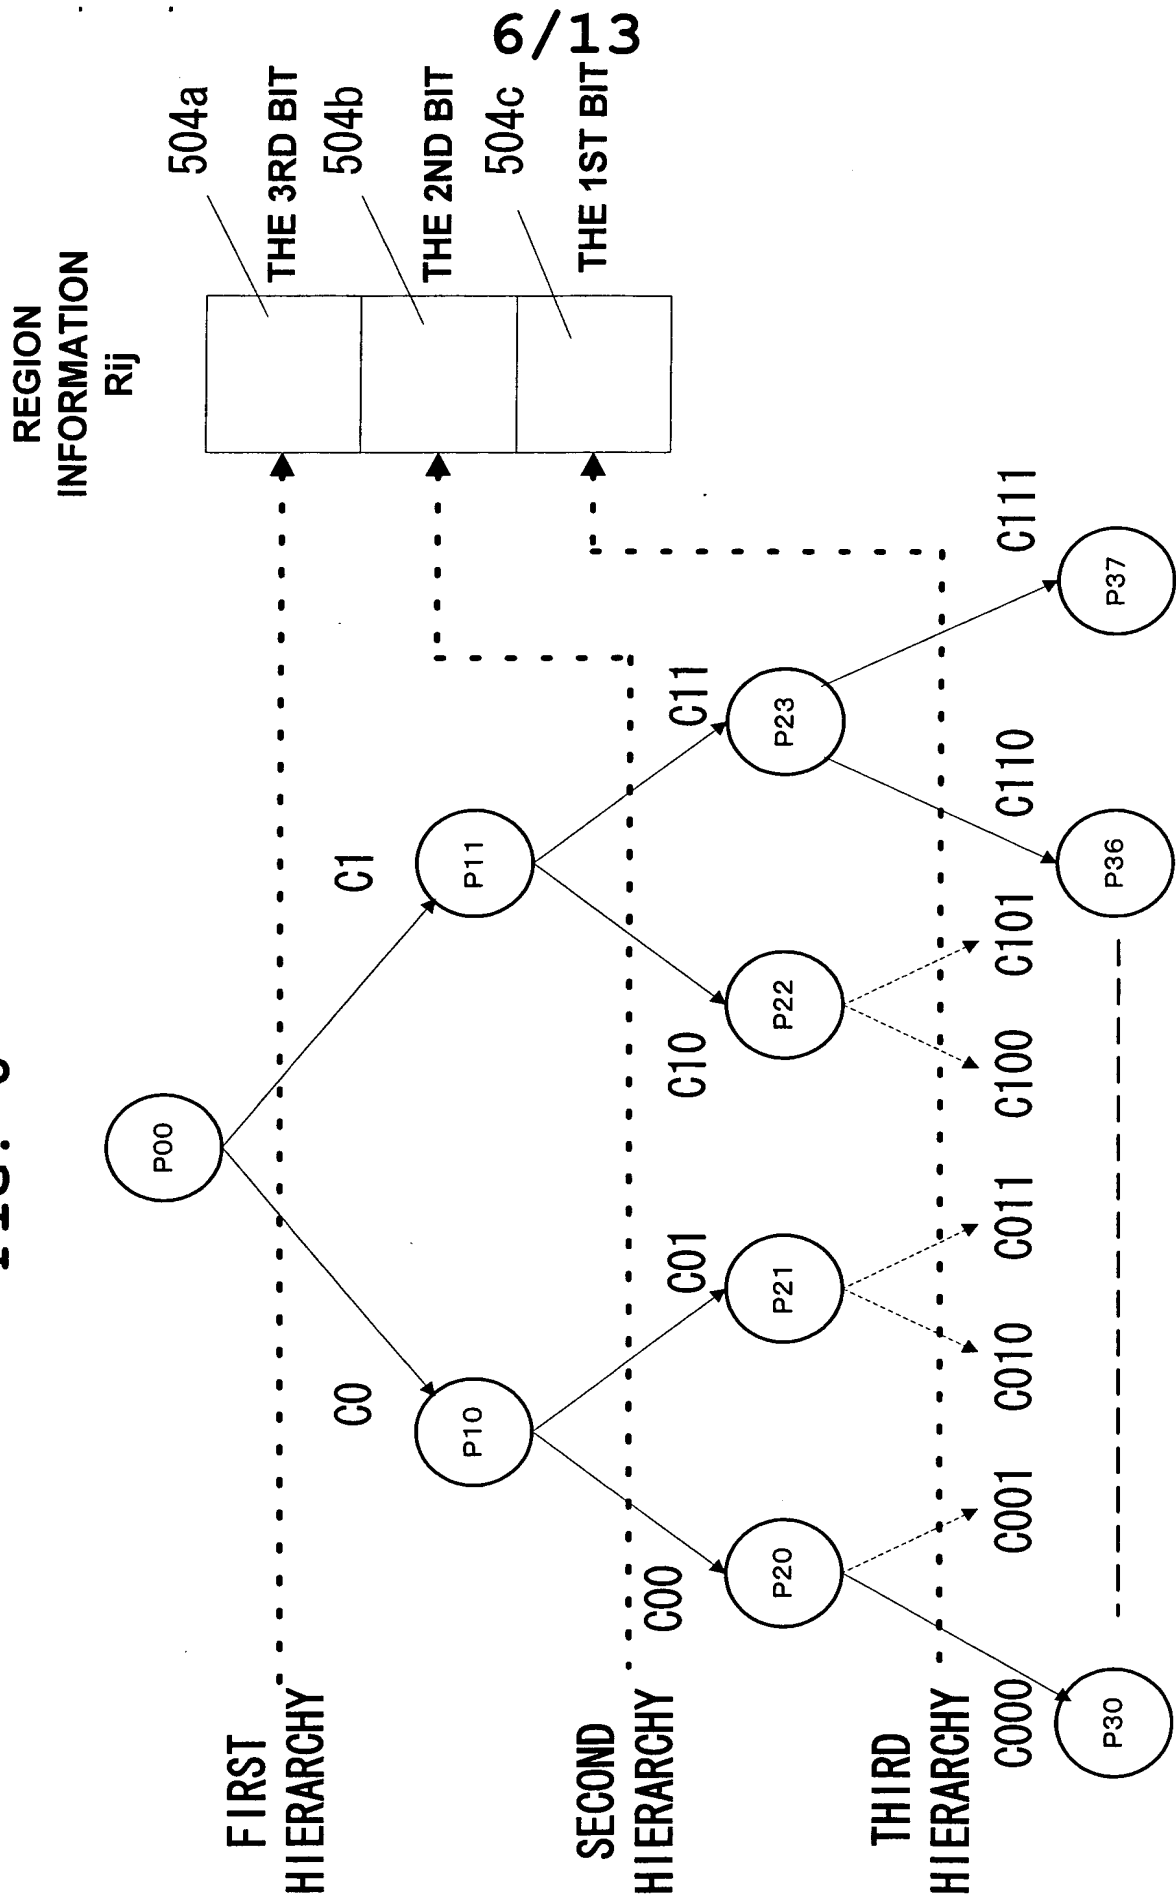 6/13
REGION
INFORMATION
Rij
504a
THE 3RD BIT
504b
THE 2ND BIT
504c
THE 1ST BIT
FIRST
HIERARCHY
P00
C0
C1
P10
P11
SECOND
HIERARCHY
C00
C01
C10
C11
P20
P21
P22
P23
THIRD
HIERARCHY
C000
C001
C010
C011
C100
C101
C110
C111
P30
P36
P37